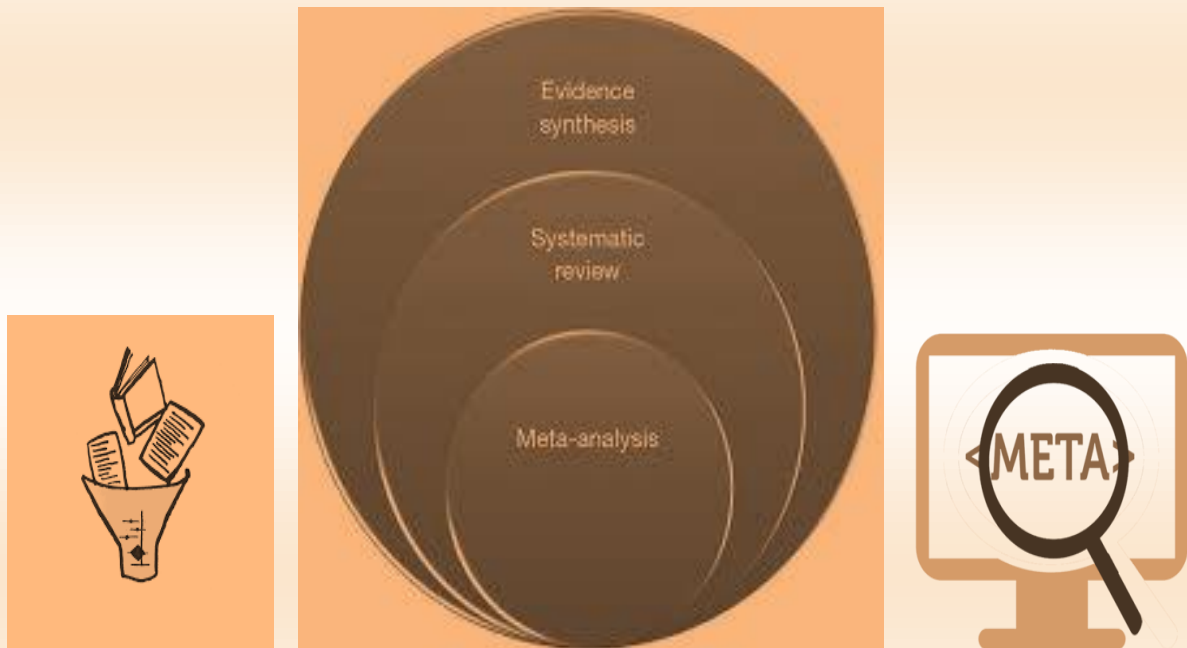 Evidence
synthesis
Systematic
review
Meta-analysis
<META>